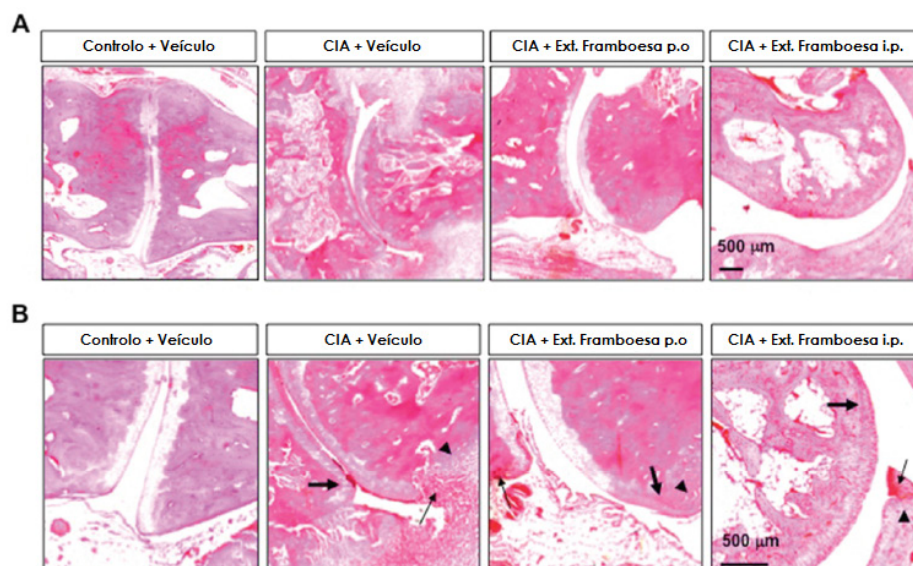 A
Controlo + Veículo
CIA + Veículo
CIA + Ext. Framboesa p.o
CIA + Ext. Framboesa i.p.
500 μm
B
Controlo + Veículo
CIA + Veículo
CIA + Ext. Framboesa p.o
CIA + Ext. Framboesa i.p.
500 μm